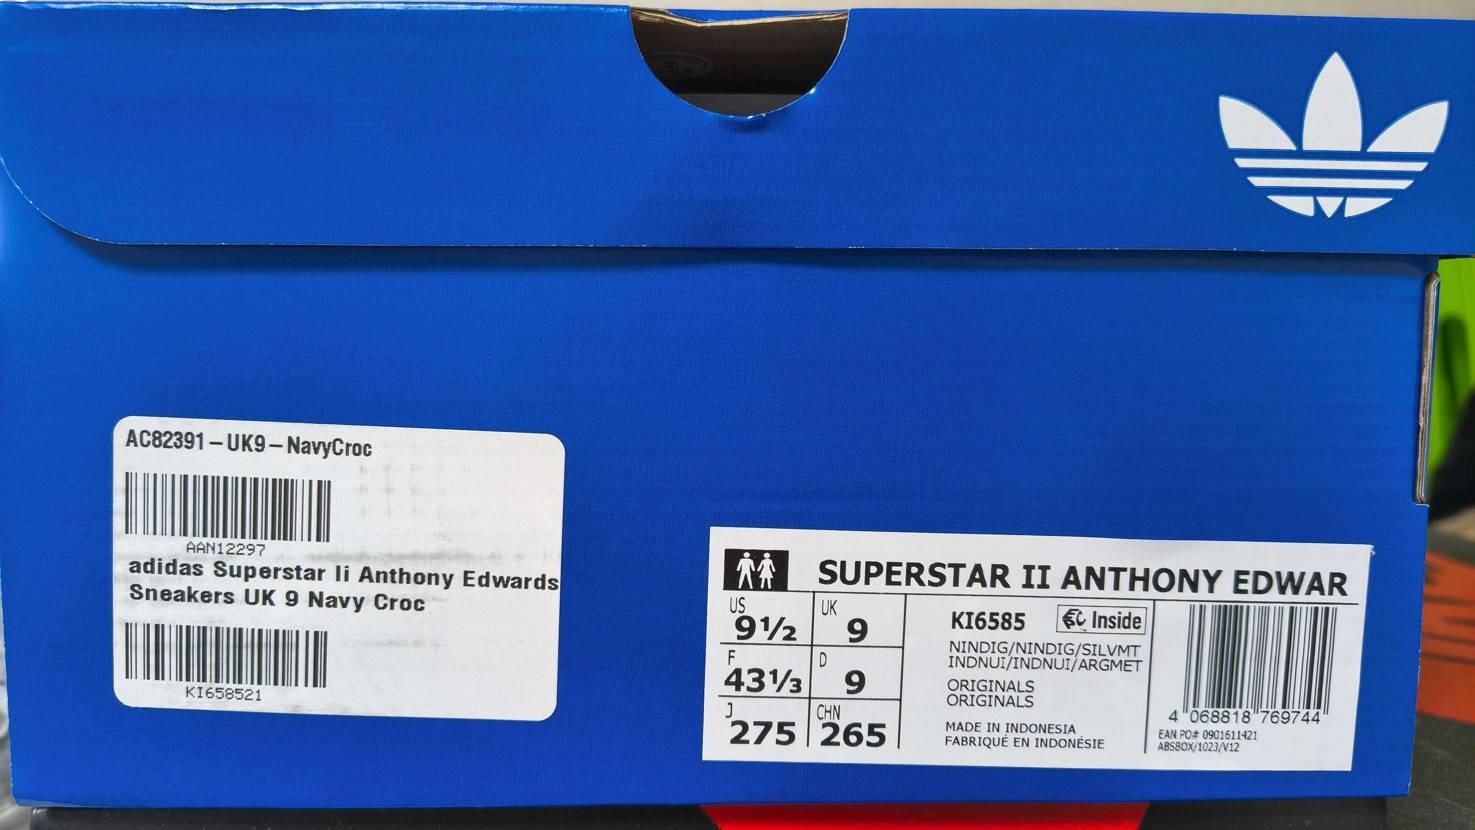 AC82391-UK9-NavyCroc
AAN12297
adidas Superstar Ii Anthony Edwards
Sneakers UK 9 Navy Croc
KI658521
SUPERSTAR II ANTHONY EDWAR
US 9½ UK 9
F 43⅓ D 9
J 275 CHN 265
KI6585 Inside
NINDIG/NINDIG/SILVMT
INDNUI/INDNUI/ARGMET
ORIGINALS
ORIGINALS
MADE IN INDONESIA
FABRIQUÉ EN INDONÉSIE
4 068818 769744
EAN PO# 0901611421
ABSBOX/1023/V12